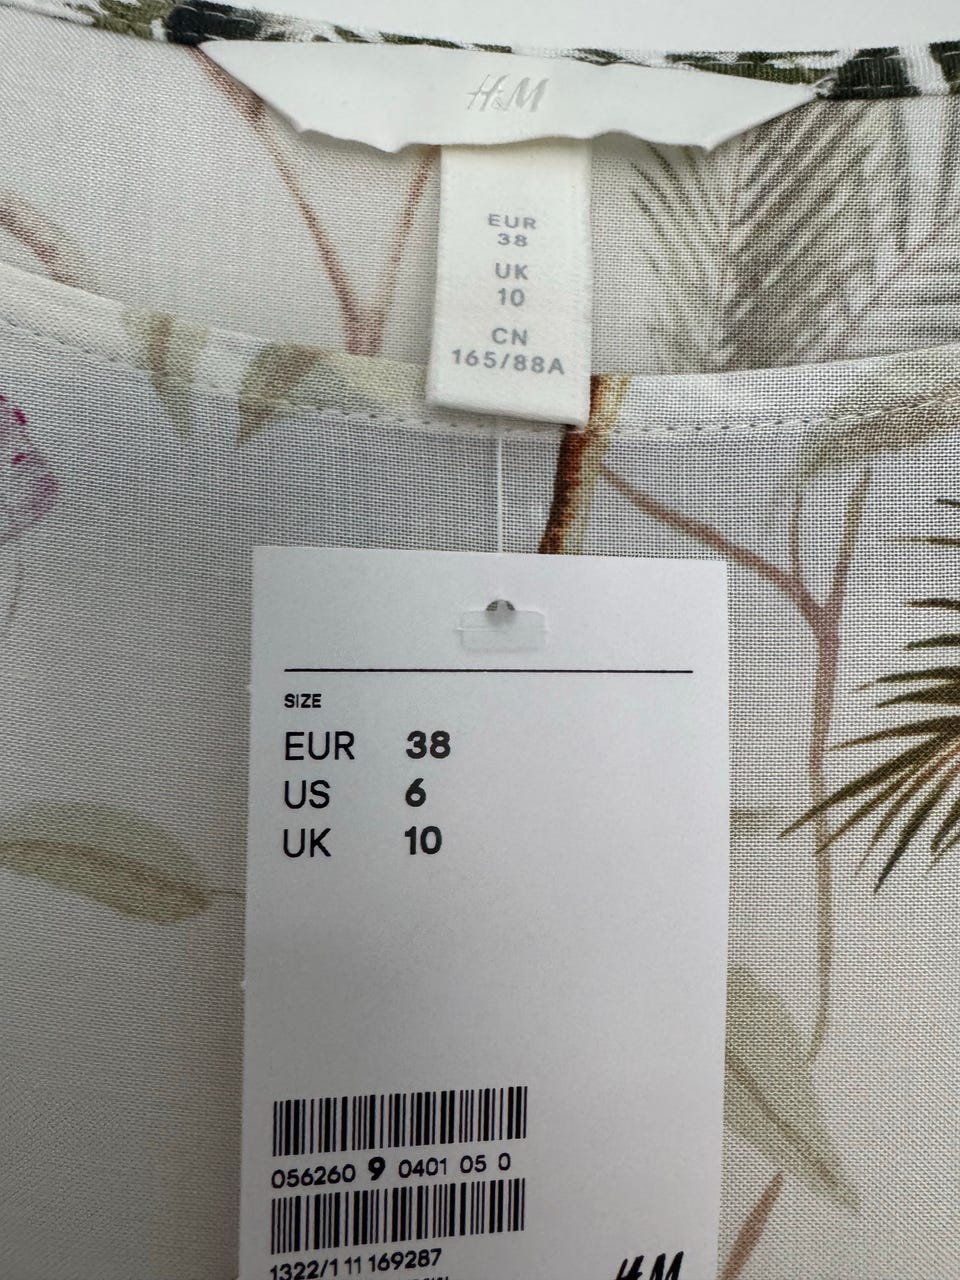 H&M
EUR
38
UK
10
CN
165/88A
SIZE
EUR 38
US 6
UK 10
056260 9 0401 05 0
1322/1 11 169287
H&M